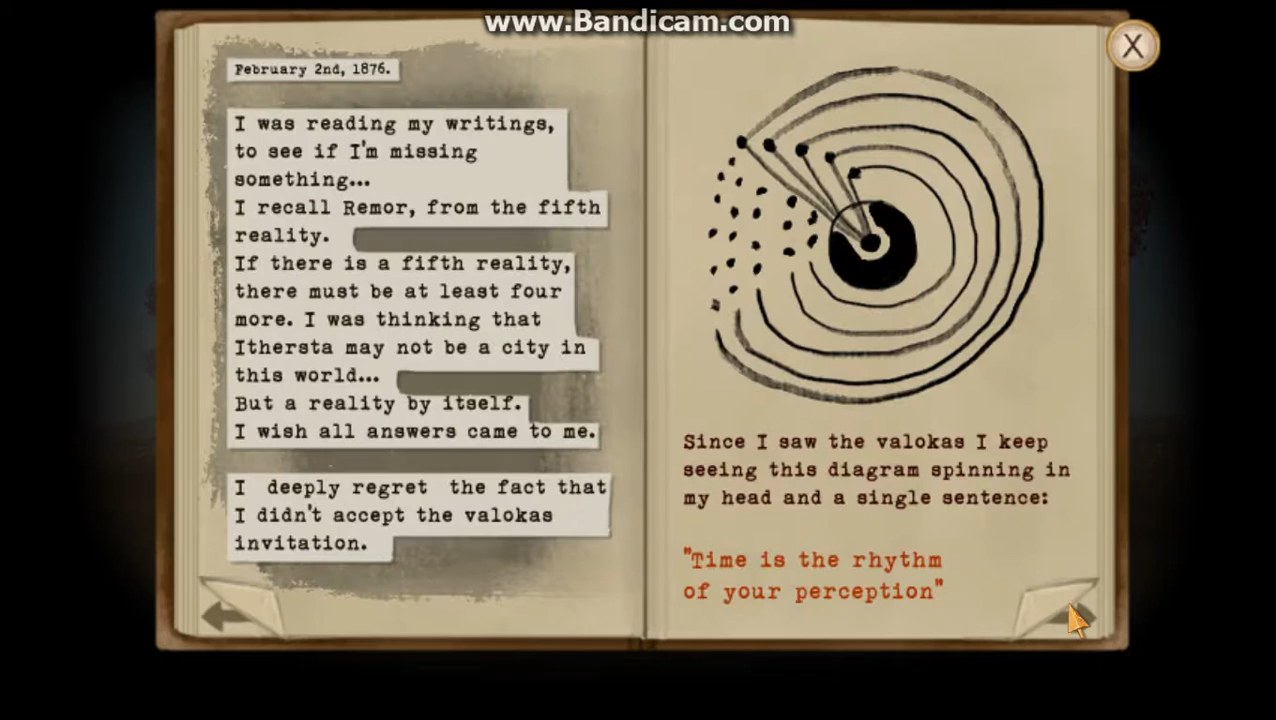 www.Bandicam.com
X
February 2nd, 1876.
I was reading my writings,
to see if I'm missing
something...
I recall Remor, from the fifth
reality.
If there is a fifth reality,
there must be at least four
more. I was thinking that
Ithersta may not be a city in
this world...
But a reality by itself.
I wish all answers came to me.
I deeply regret the fact that
I didn't accept the valokas
invitation.
Since I saw the valokas I keep
seeing this diagram spinning in
my head and a single sentence:
"Time is the rhythm
of your perception"